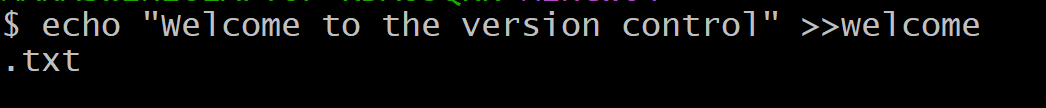 $ echo "Welcome to the version control" >>welcome
.txt